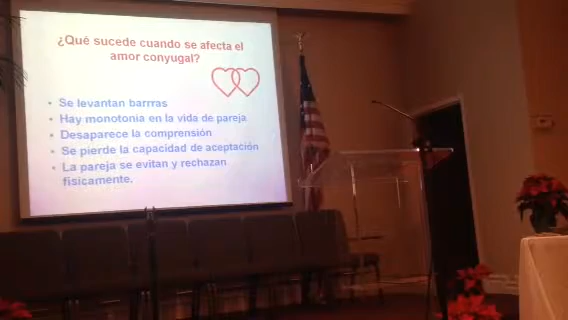 ¿Qué sucede cuando se afecta el
amor conyugal?
• Se levantan barrras
• Hay monotonía en la vida de pareja
• Desaparece la comprensión
• Se pierde la capacidad de aceptación
• La pareja se evitan y rechazan
físicamente.